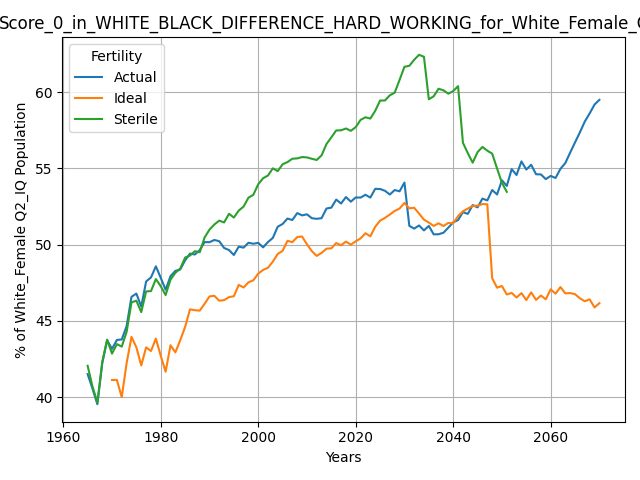 Score_0_in_WHITE_BLACK_DIFFERENCE_HARD_WORKING_for_White_Female_
Fertility
Actual
Ideal
Sterile
% of White_Female Q2_IQ Population
60
55
50
45
40
1960
1980
2000
2020
2040
2060
Years